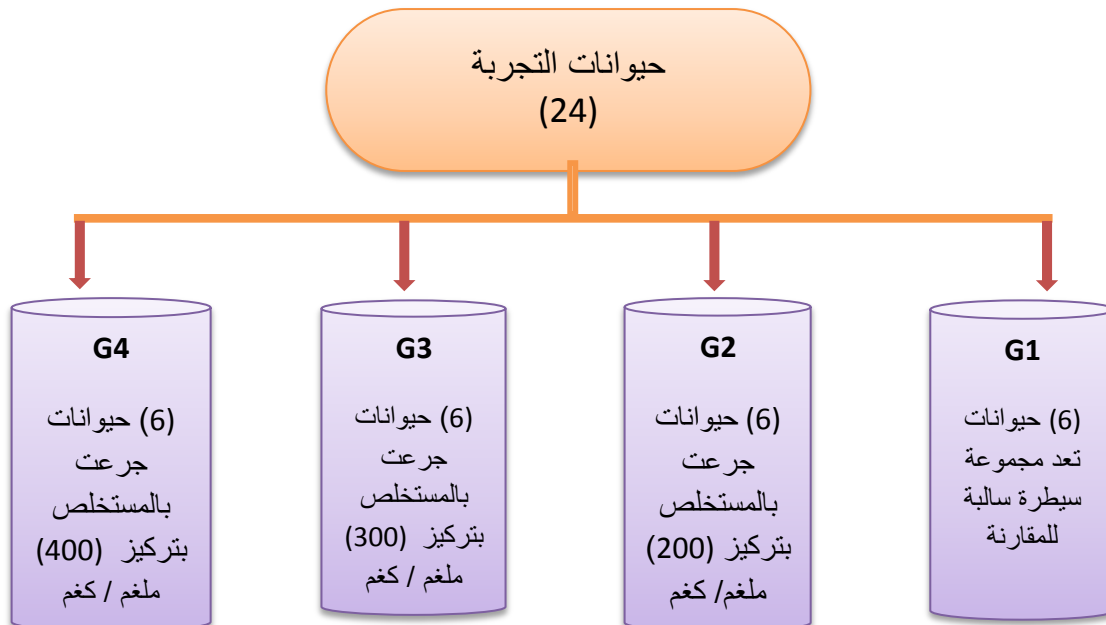 حيوانات التجربة
(24)
G1
(6) حيوانات
تعد مجموعة
سيطرة سالبة
للمقارنة
G2
(6) حيوانات
جرعت
بالمستخلص
بتركيز (200)
ملغم/ كغم
G3
(6) حيوانات
جرعت
بالمستخلص
بتركيز (300)
ملغم / كغم
G4
(6) حيوانات
جرعت
بالمستخلص
بتركيز (400)
ملغم / كغم